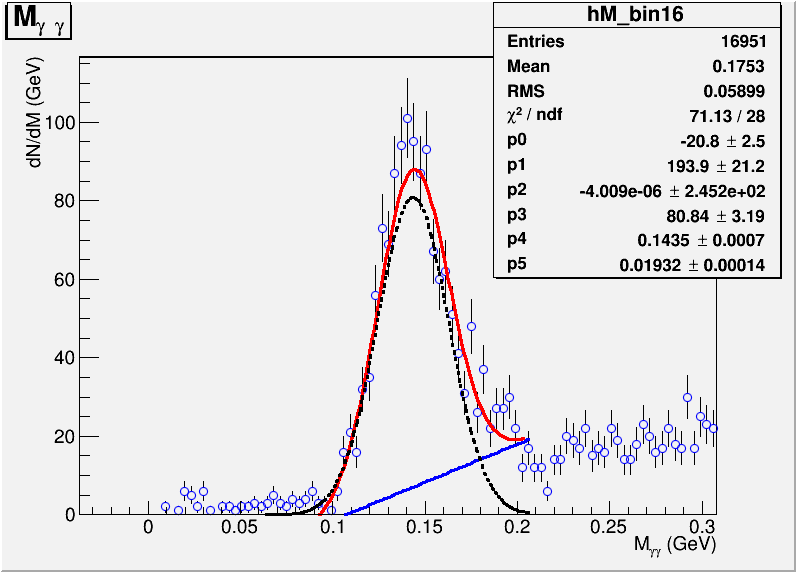 M γ γ
hM_bin16
Entries 16951
Mean 0.1753
RMS 0.05899
χ² / ndf 71.13 / 28
p0 -20.8 ± 2.5
p1 193.9 ± 21.2
p2 -4.009e-06 ± 2.452e+02
p3 80.84 ± 3.19
p4 0.1435 ± 0.0007
p5 0.01932 ± 0.00014
dN/dM (GeV)
100
80
60
40
20
0
0 0.05 0.1 0.15 0.2 0.25 0.3
Mγγ (GeV)